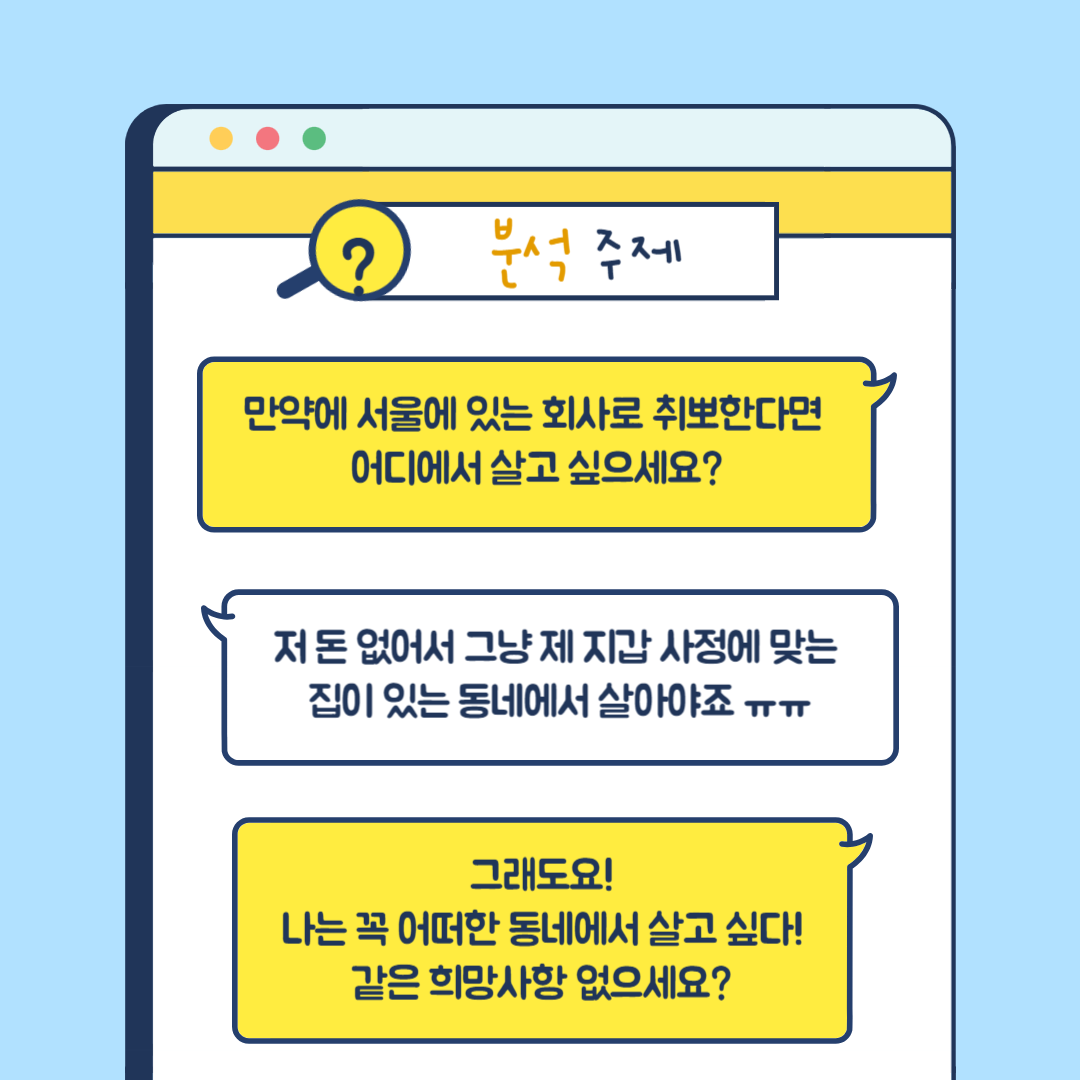 ?
분석 주제
만약에 서울에 있는 회사로 취뽀한다면
어디에서 살고 싶으세요?
저 돈 없어서 그냥 제 지갑 사정에 맞는
집이 있는 동네에서 살아야죠 ㅠㅠ
그래도요!
나는 꼭 어떠한 동네에서 살고 싶다!
같은 희망사항 없으세요?